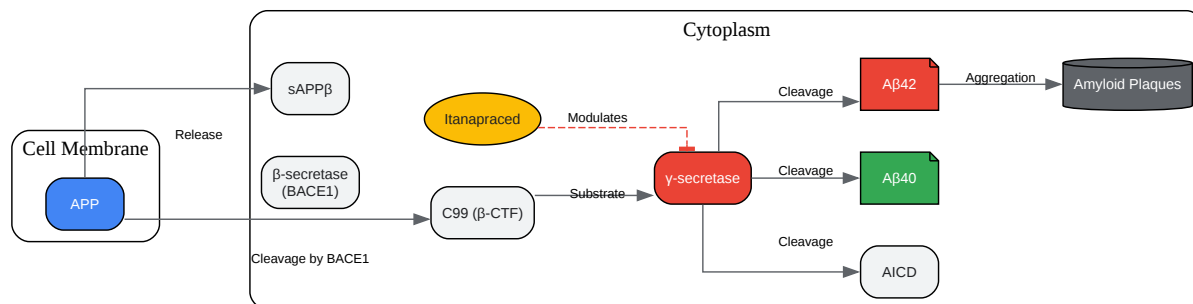 Cytoplasm
sAPPβ
Aβ42
Aggregation
Amyloid Plaques
Cleavage
Itanapraced
Modulates
Release
Cell Membrane
β-secretase
(BACE1)
γ-secretase
Cleavage
Aβ40
APP
Substrate
C99 (β-CTF)
Cleavage
Cleavage by BACE1
AICD